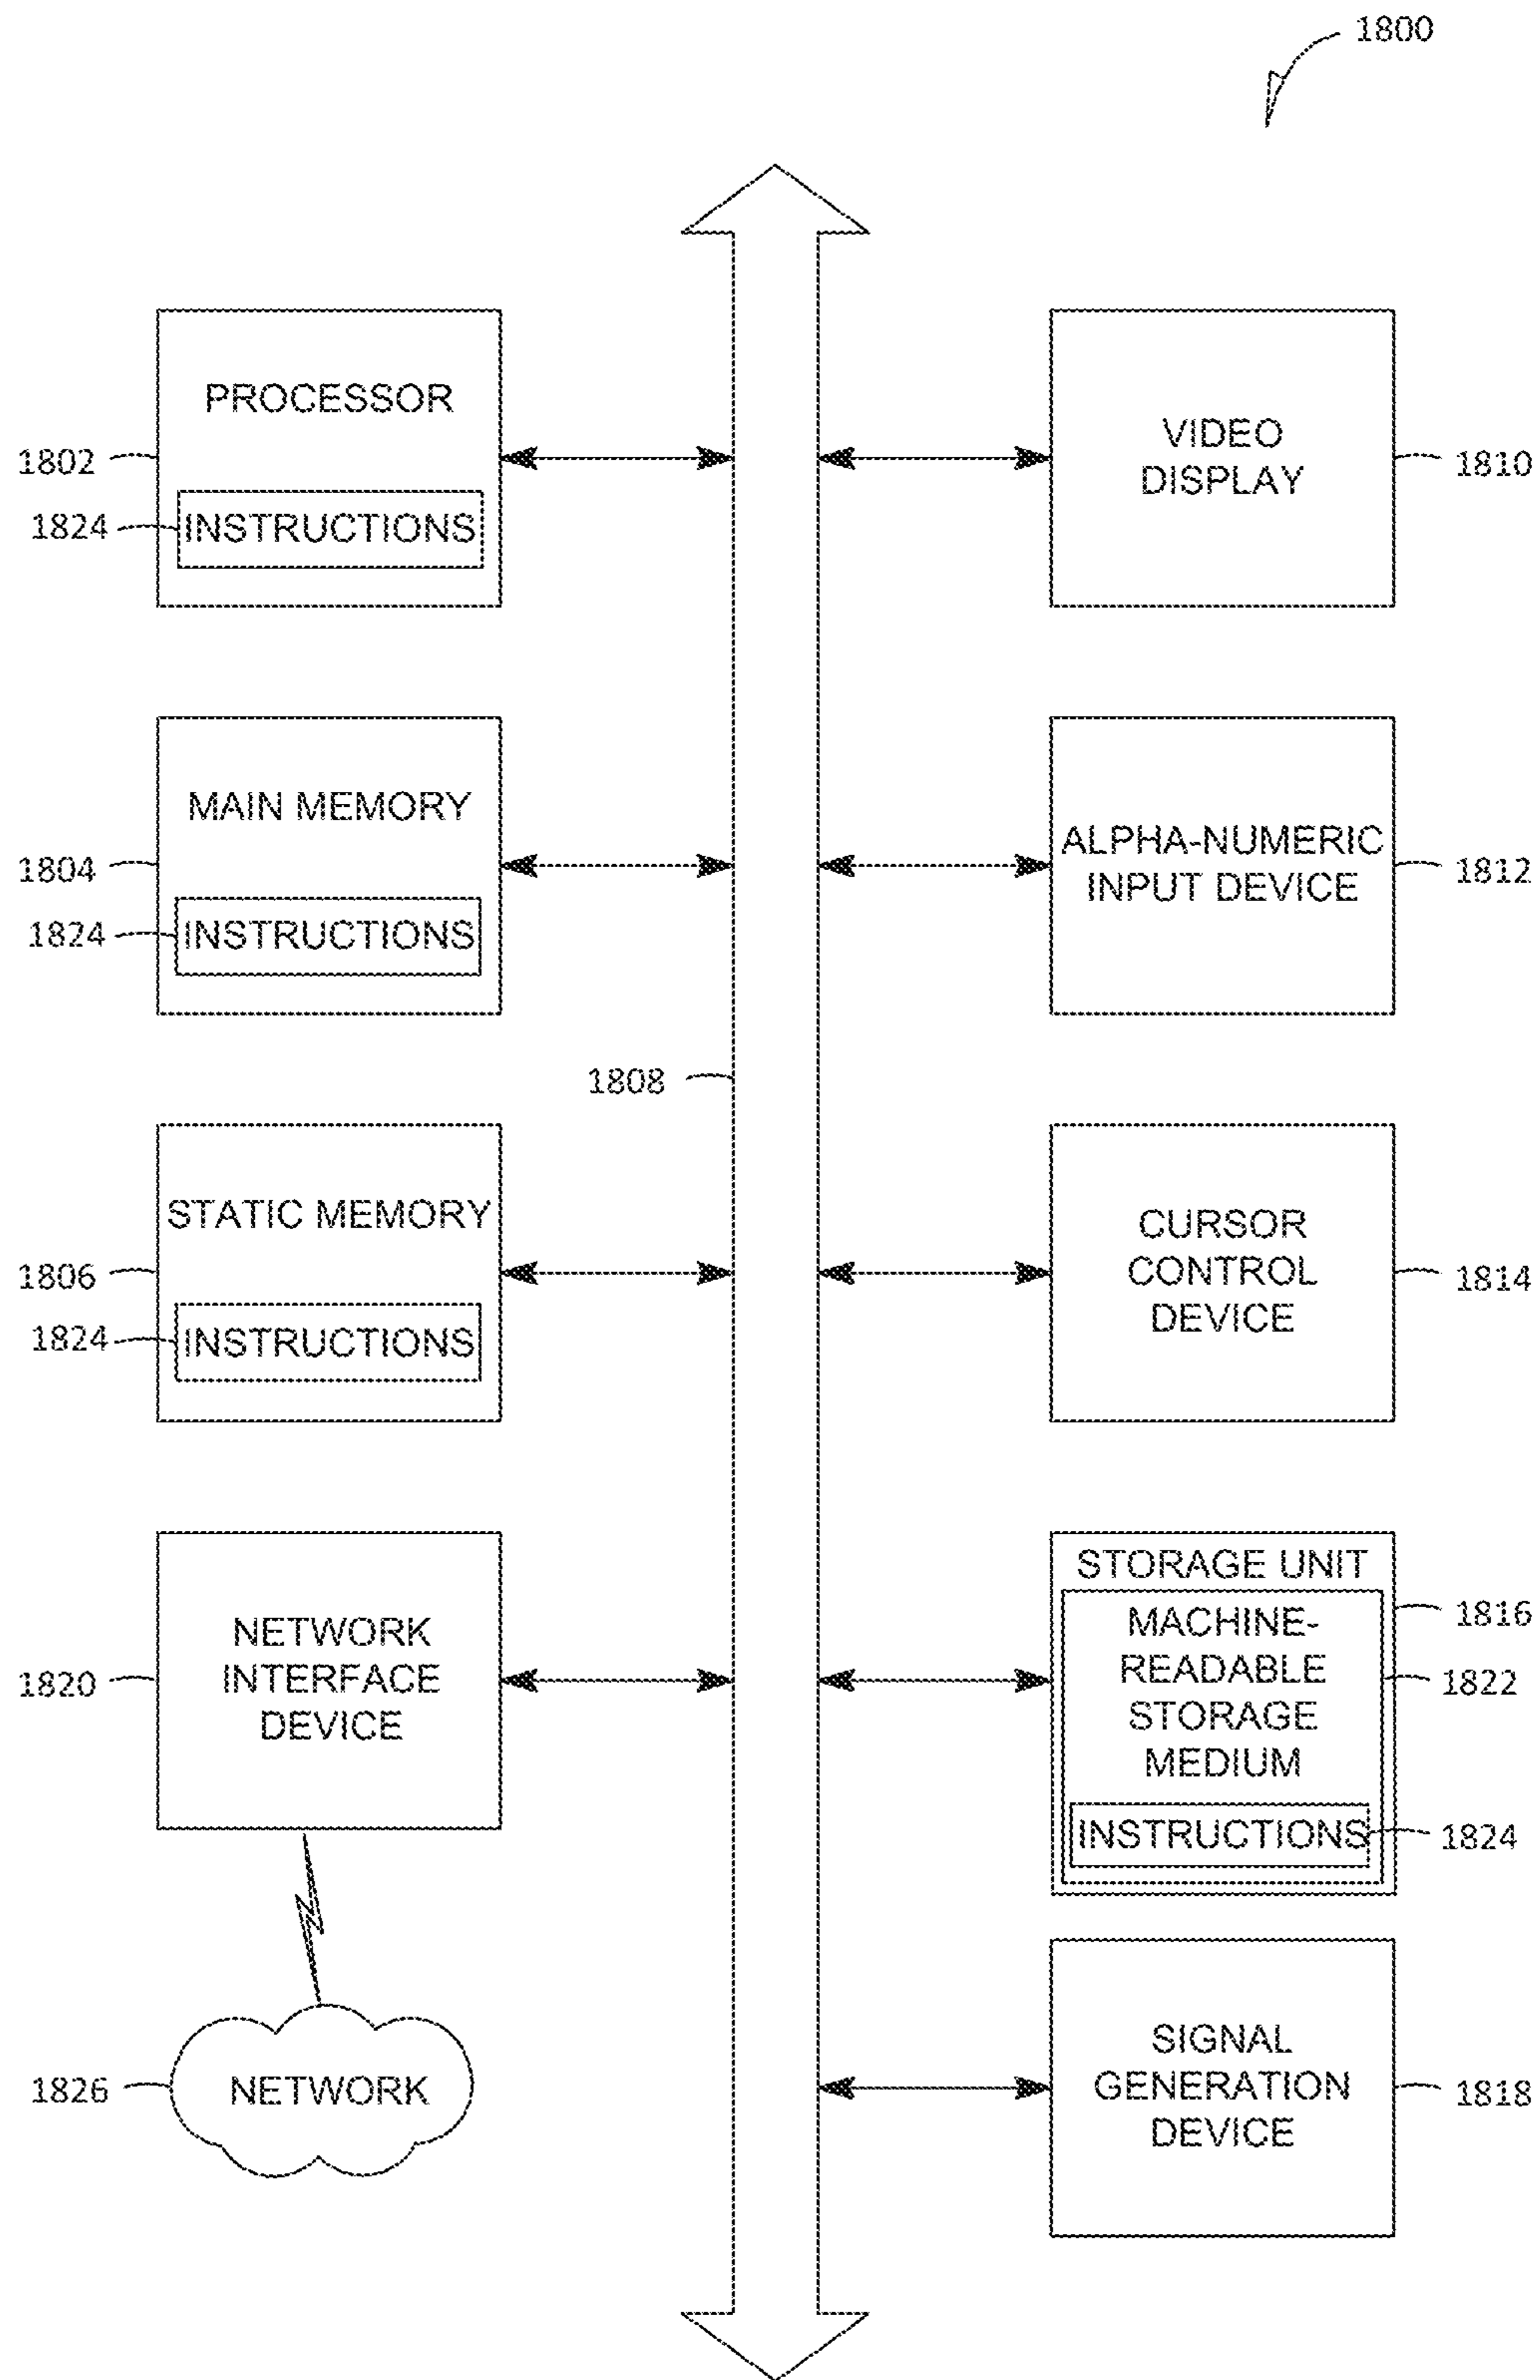 1800
PROCESSOR
1802
1824
INSTRUCTIONS
VIDEO
DISPLAY
1810
MAIN MEMORY
1804
1824
INSTRUCTIONS
ALPHA-NUMERIC
INPUT DEVICE
1812
1808
STATIC MEMORY
1806
1824
INSTRUCTIONS
CURSOR
CONTROL
DEVICE
1814
NETWORK
INTERFACE
DEVICE
1820
STORAGE UNIT
1816
MACHINE-
READABLE
STORAGE
MEDIUM
1822
INSTRUCTIONS
1824
1826
NETWORK
SIGNAL
GENERATION
DEVICE
1818